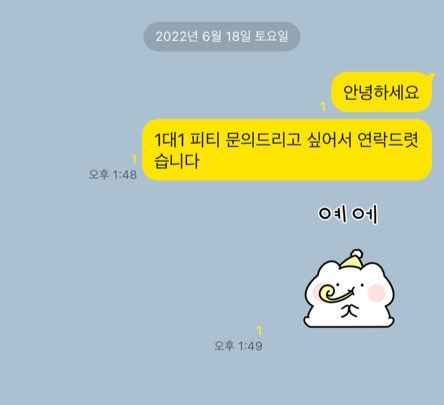 2022년 6월 18일 토요일
안녕하세요
1
1대1 피티 문의드리고 싶어서 연락드렷
습니다
1
오후 1:48
예에
1
오후 1:49